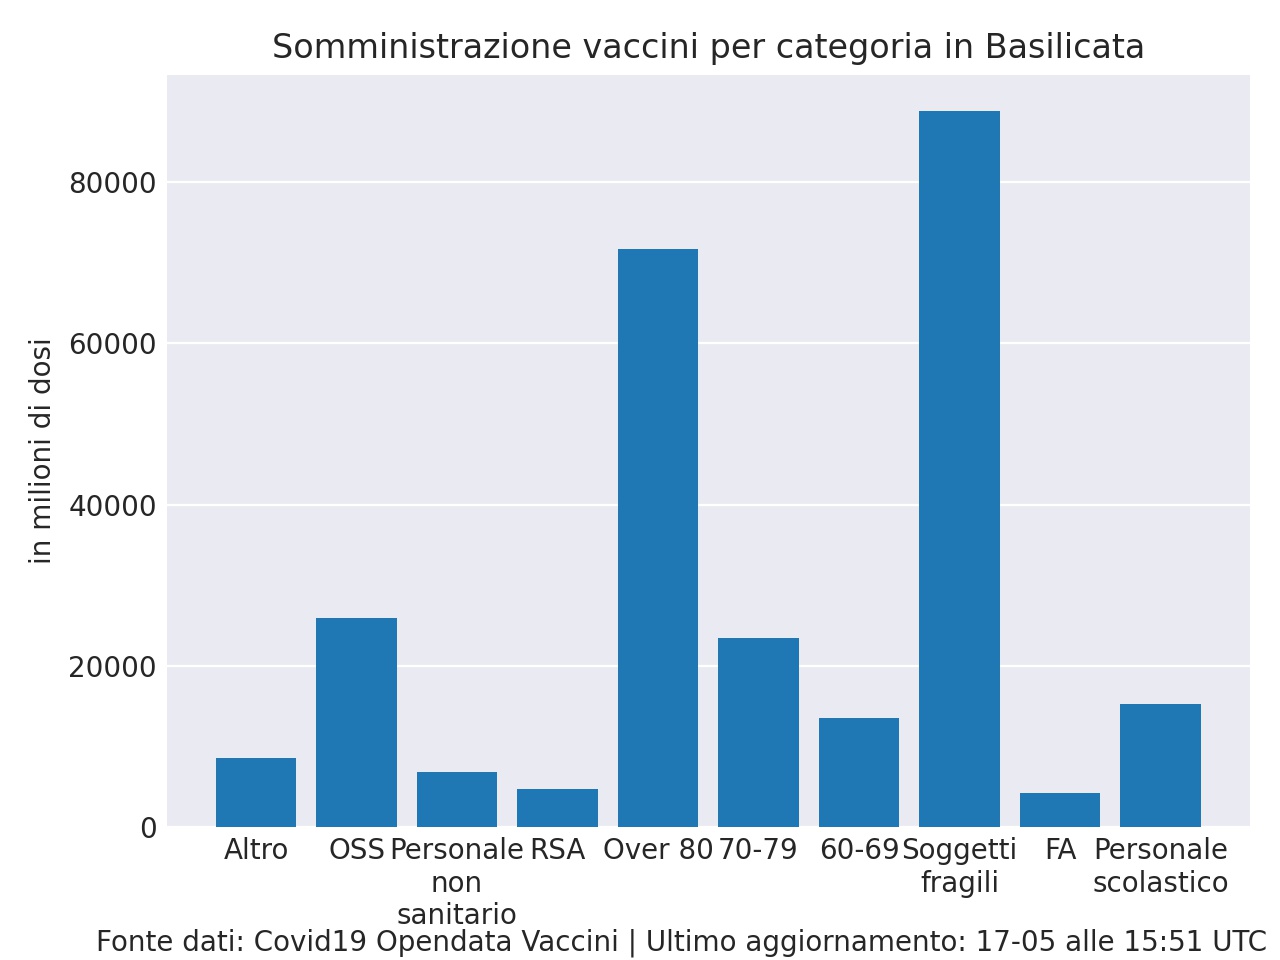 Somministrazione vaccini per categoria in Basilicata
in milioni di dosi
80000
60000
40000
20000
0
Altro
OSS
Personale
non
sanitario
RSA
Over 80
70-79
60-69
Soggetti
fragili
FA
Personale
scolastico
Fonte dati: Covid19 Opendata Vaccini | Ultimo aggiornamento: 17-05 alle 15:51 UTC